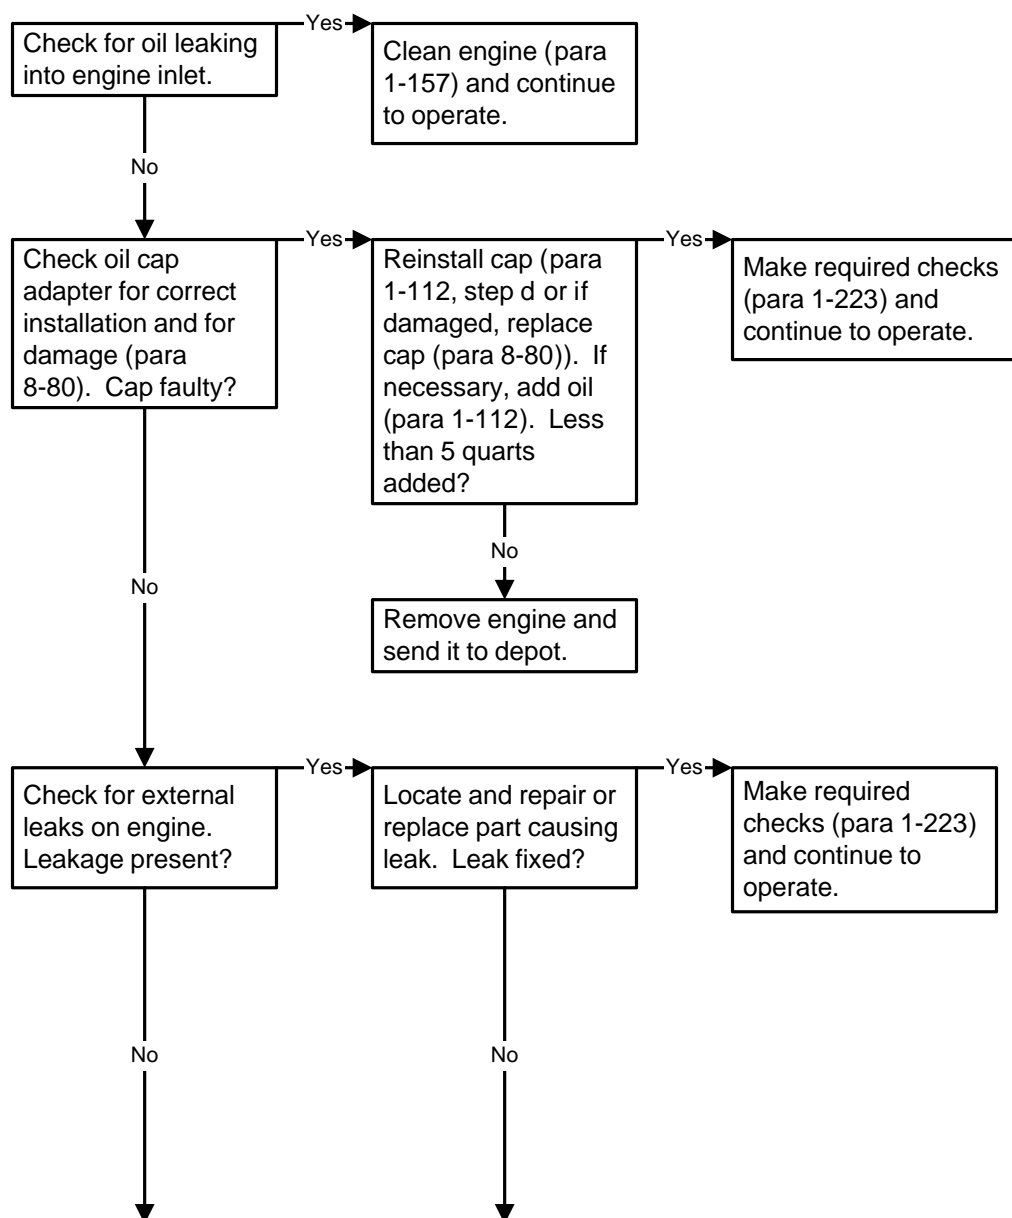 Yes
Check for oil leaking
into engine inlet.
Clean engine (para
1-157) and continue
to operate.
No
Yes
Yes
Check oil cap
adapter for correct
installation and for
damage (para
8-80).  Cap faulty?
Reinstall cap (para
1-112, step d or if
damaged, replace
cap (para 8-80)).  If
necessary, add oil
(para 1-112).  Less
than 5 quarts
added?
Make required checks
(para 1-223) and
continue to operate.
No
No
Remove engine and
send it to depot.
Yes
Yes
Check for external
leaks on engine.
Leakage present?
Locate and repair or
replace part causing
leak.  Leak fixed?
Make required
checks (para 1-223)
and continue to
operate.
No
No